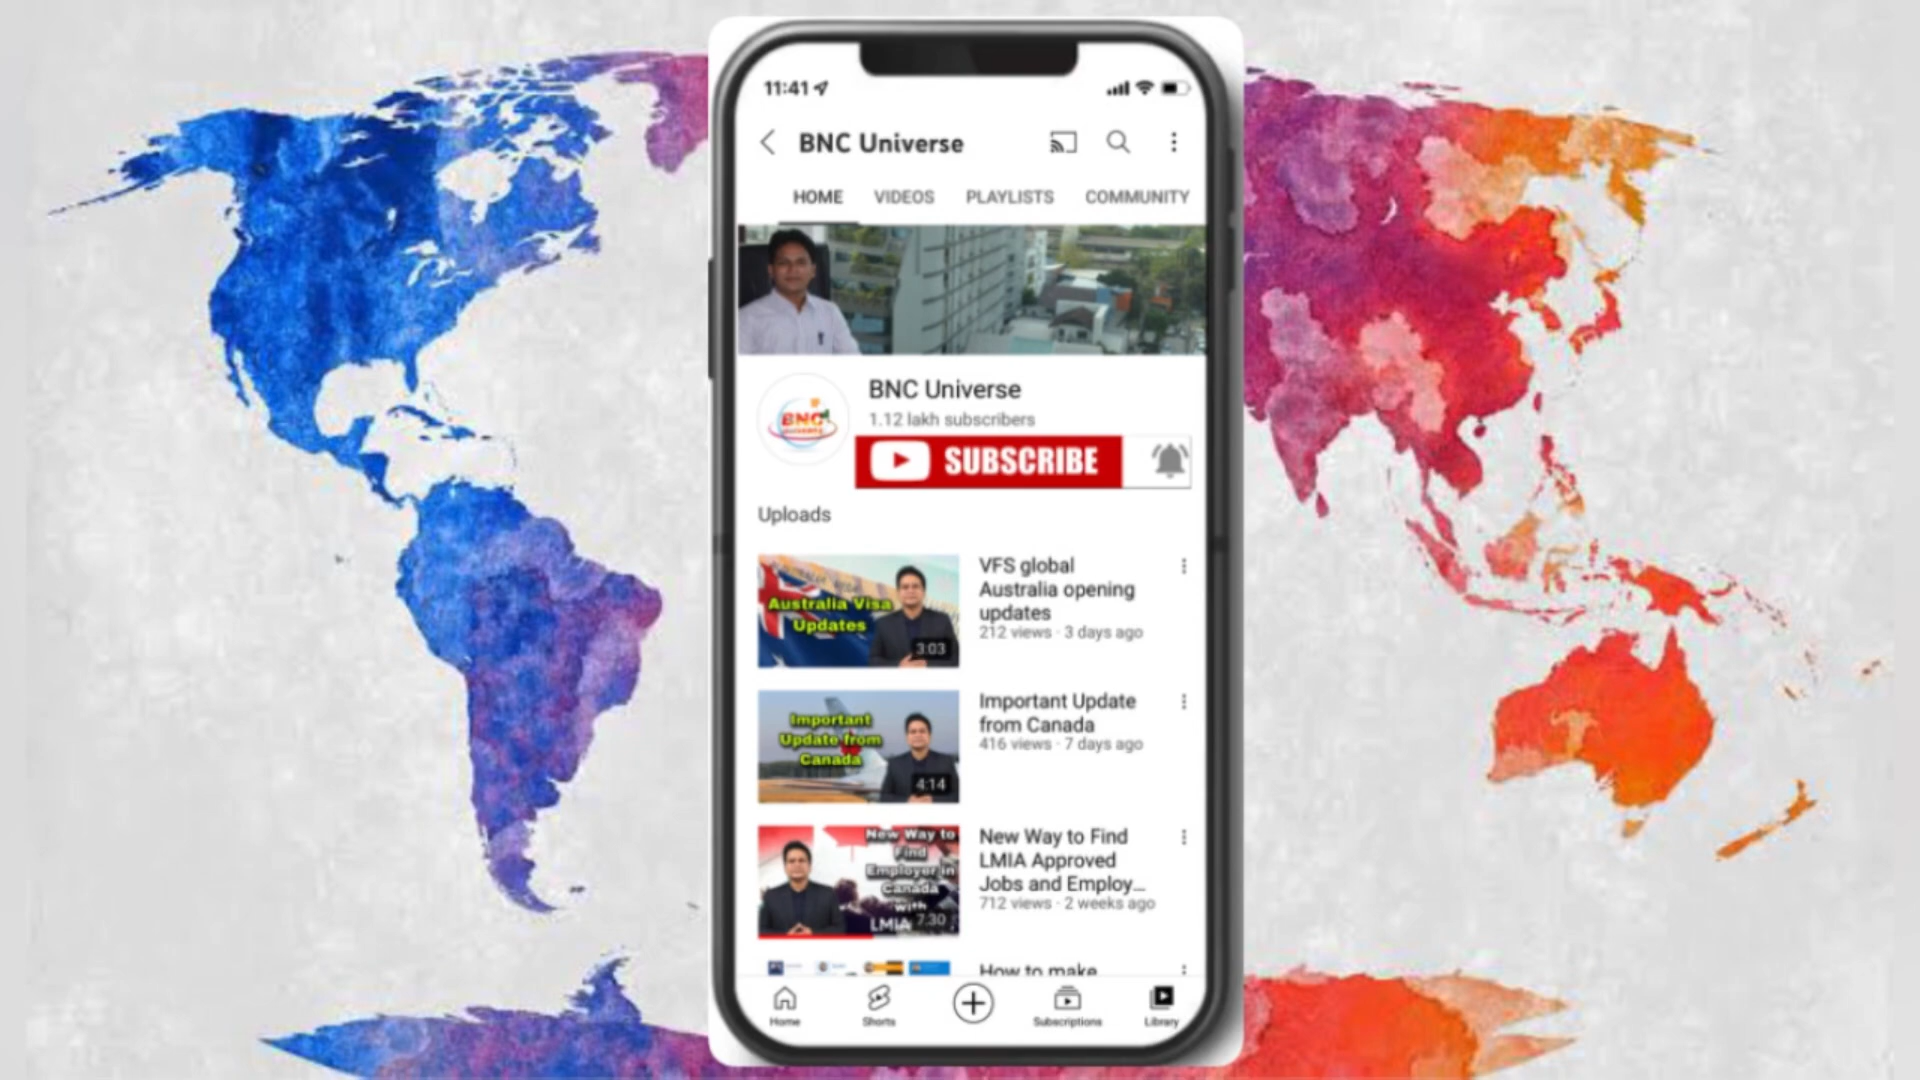 11:41
BNC Universe
HOME VIDEOS PLAYLISTS COMMUNITY
BNC
BNC Universe
1.12 lakh subscribers
SUBSCRIBE
Uploads
Australia Visa
Updates
3:03
VFS global
Australia opening
updates
212 views · 3 days ago
Important
Update from
Canada
4:14
Important Update
from Canada
416 views · 7 days ago
New Way to
Find
Employer in
Canada
with
LMIA
7:30
New Way to Find
LMIA Approved
Jobs and Employ...
712 views · 2 weeks ago
How to make
Home Shorts Subscriptions Library